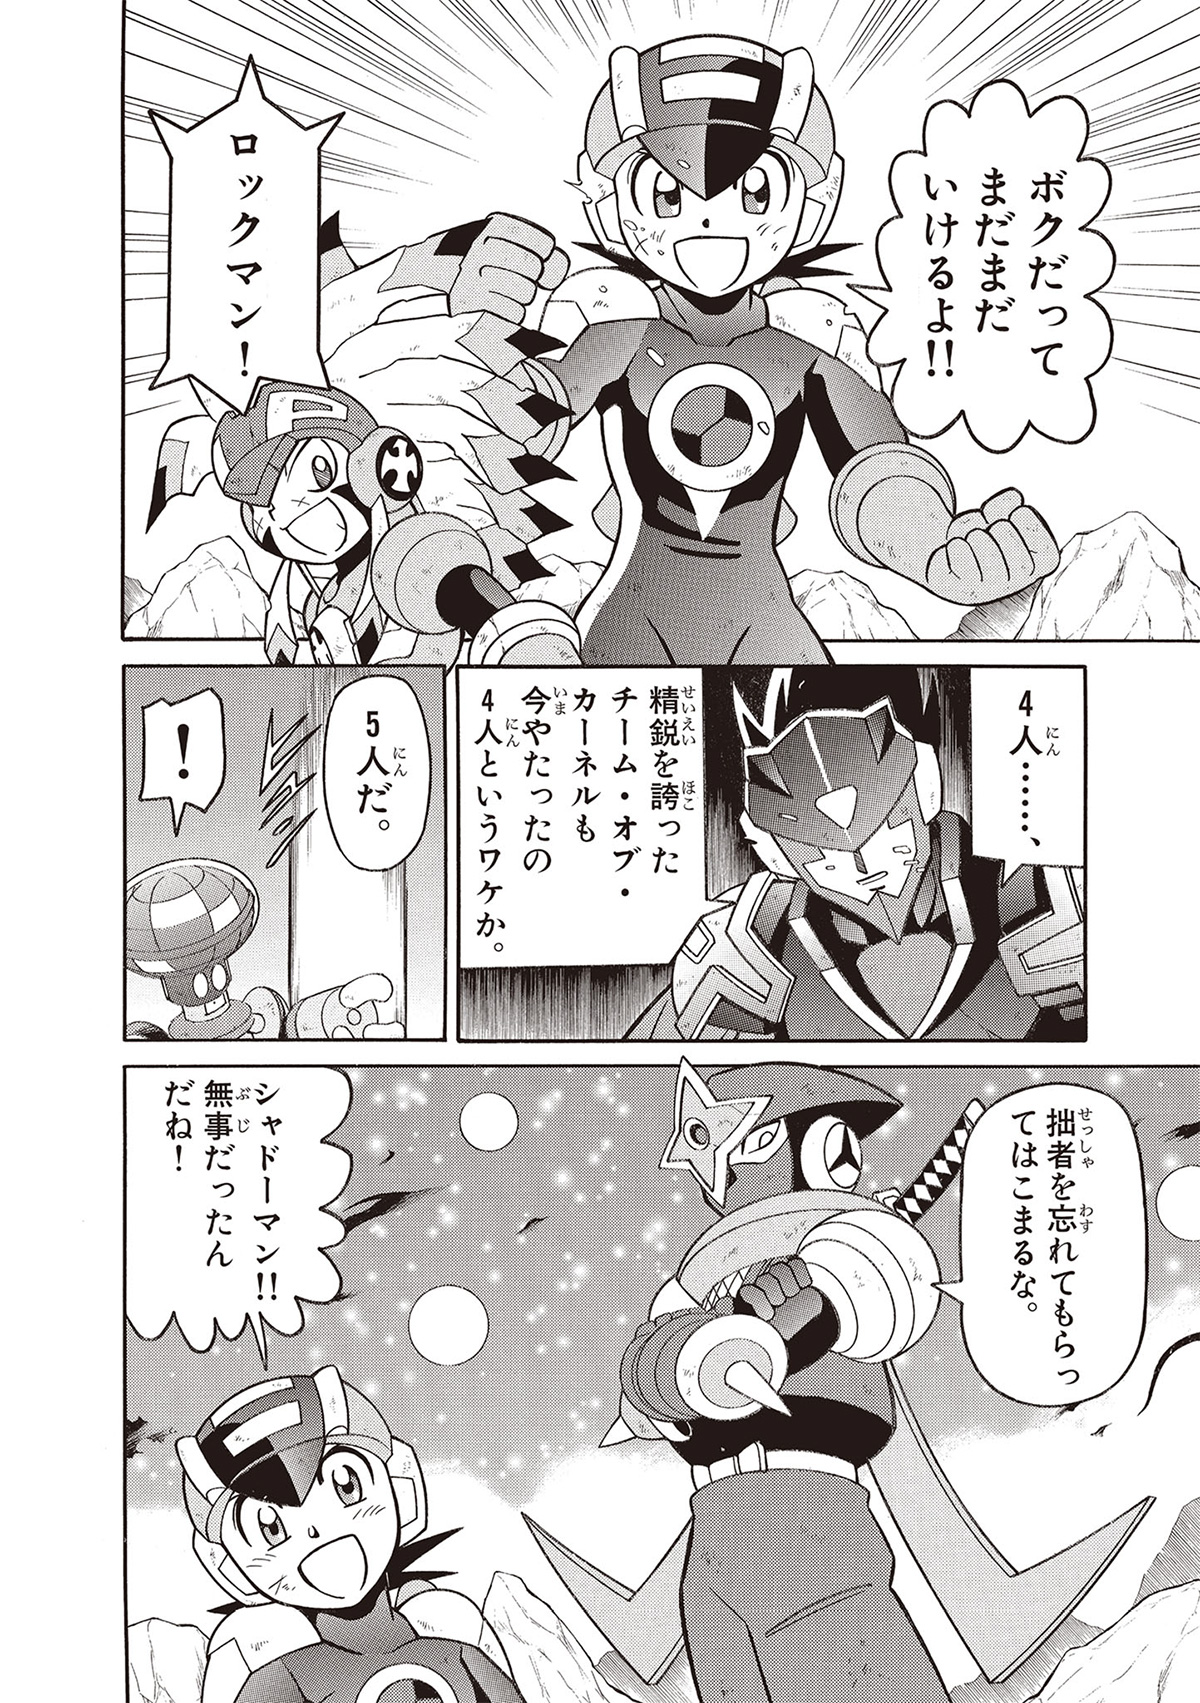 ボクだって
まだまだ
いけるよ!!
ロックマン!
4人……、
精鋭を誇った
チーム・オブ・
カーネルも
今やたったの
4人というワケか。
5人だ。
!
拙者を忘れてもらっ
てはこまるな。
シャドーマン!!
無事だったん
だね!